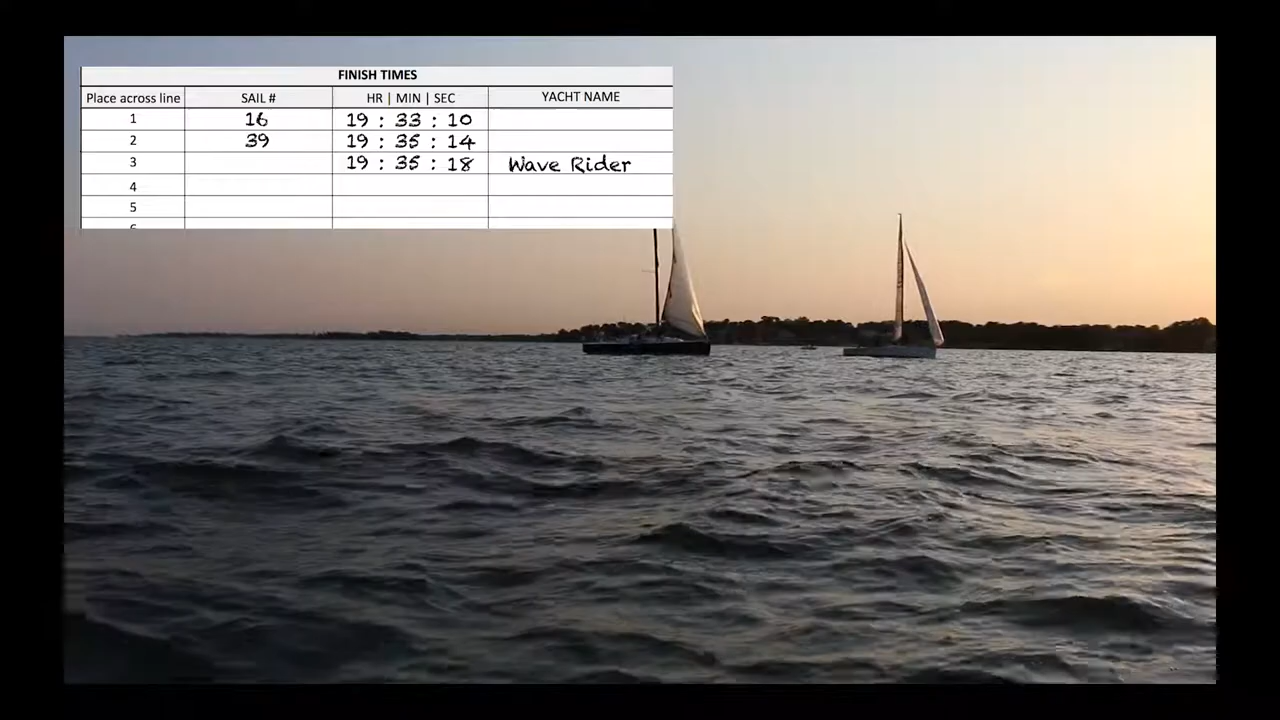 FINISH TIMES
Place across line SAIL # HR | MIN | SEC YACHT NAME
1 16 19 : 33 : 10
2 39 19 : 35 : 14
3 19 : 35 : 18 Wave Rider
4
5